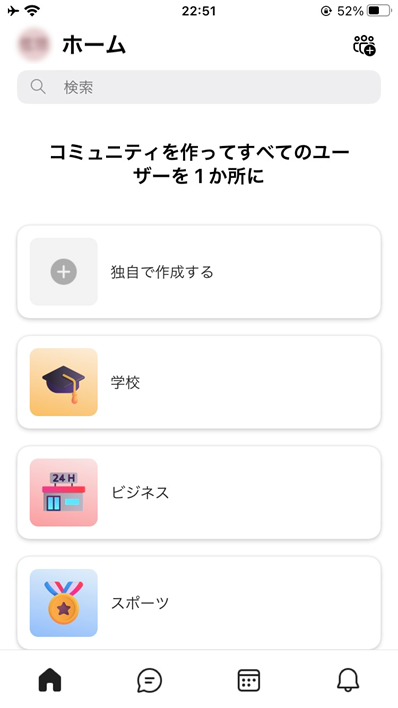 22:51
52%
ホーム
検索
コミュニティを作ってすべてのユー
ザーを 1 か所に
独自で作成する
学校
24 H
ビジネス
スポーツ